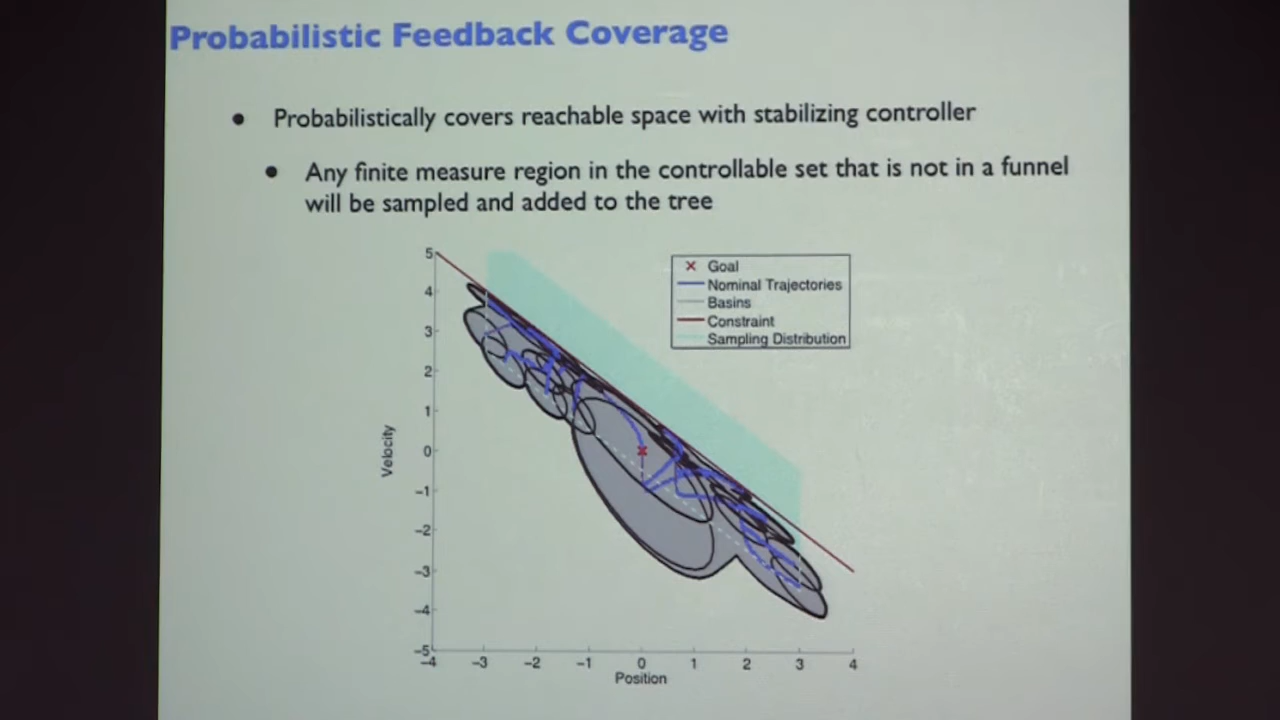 Probabilistic Feedback Coverage
Probabilistically covers reachable space with stabilizing controller
Any finite measure region in the controllable set that is not in a funnel
will be sampled and added to the tree
Goal
Nominal Trajectories
Basins
Constraint
Sampling Distribution
5
4
3
2
1
0
-1
-2
-3
-4
-5
Velocity
-4 -3 -2 -1 0 1 2 3 4
Position